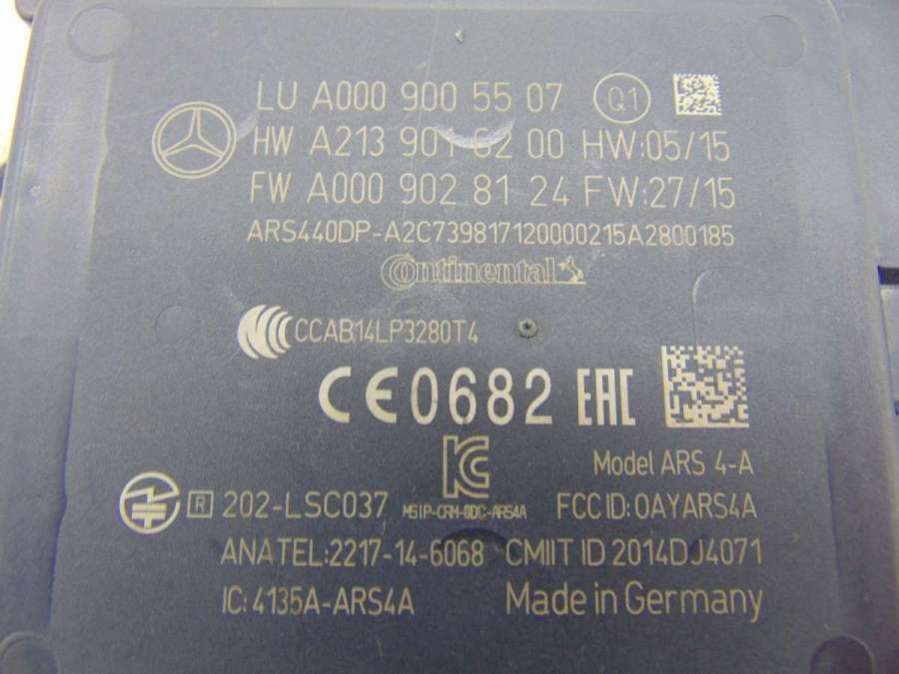 LU A000 900 55 07 Q1
HW A213 901 62 00 HW:05/15
FW A000 902 81 24 FW:27/15
ARS440DP-A2C739817120000215A2800185
Continental
CCAB14LP3280T4
CE0682 EAC
Model ARS 4-A
R 202-LSC037
MSIP-CRM-0DC-ARS4A
FCC ID: OAYARS4A
ANATEL:2217-14-6068 CMIIT ID 2014DJ4071
IC: 4135A-ARS4A Made in Germany